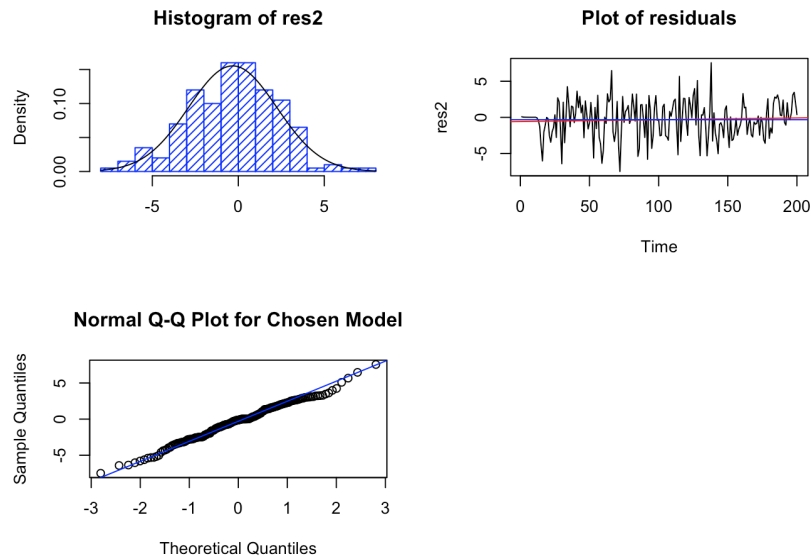 Histogram of res2
Density
0.00
0.10
-5
0
5
Plot of residuals
res2
-5
0
5
0
50
100
150
200
Time
Normal Q-Q Plot for Chosen Model
Sample Quantiles
-5
0
5
-3
-2
-1
0
1
2
3
Theoretical Quantiles